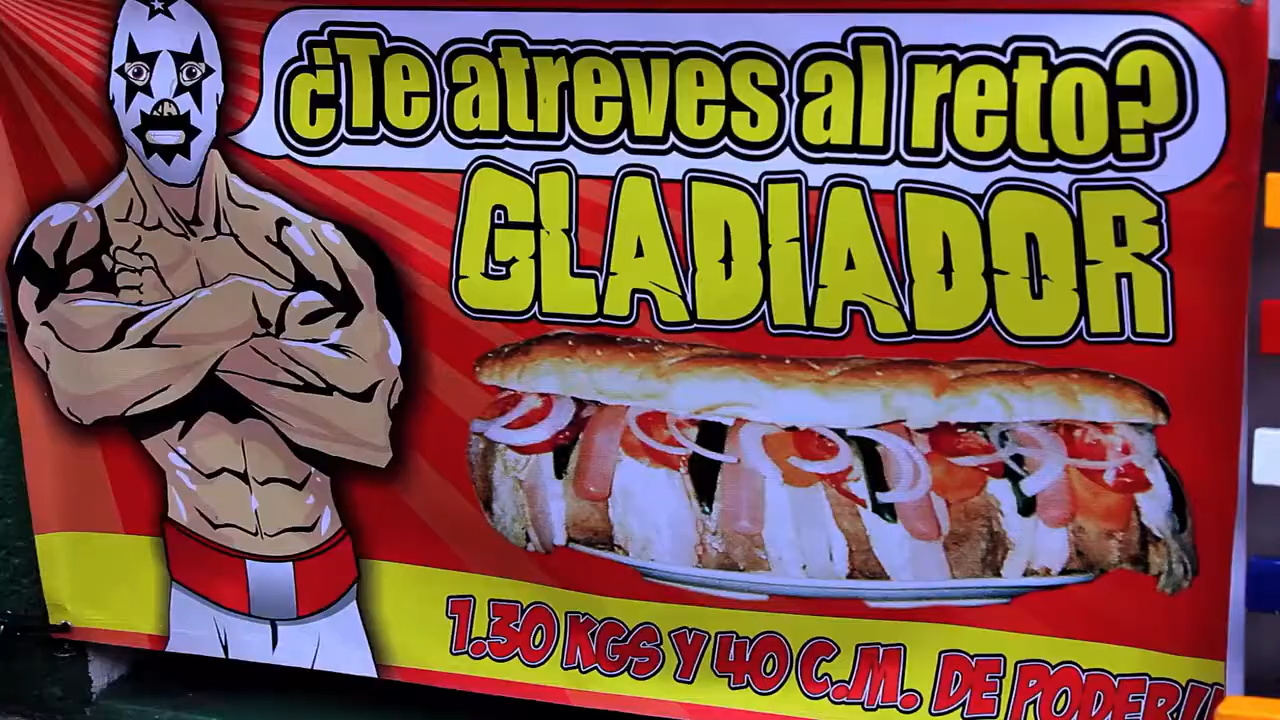 ¿Te atreves al reto?
GLADIADOR
1.30 KGS Y 40 C.M. DE PODER!!